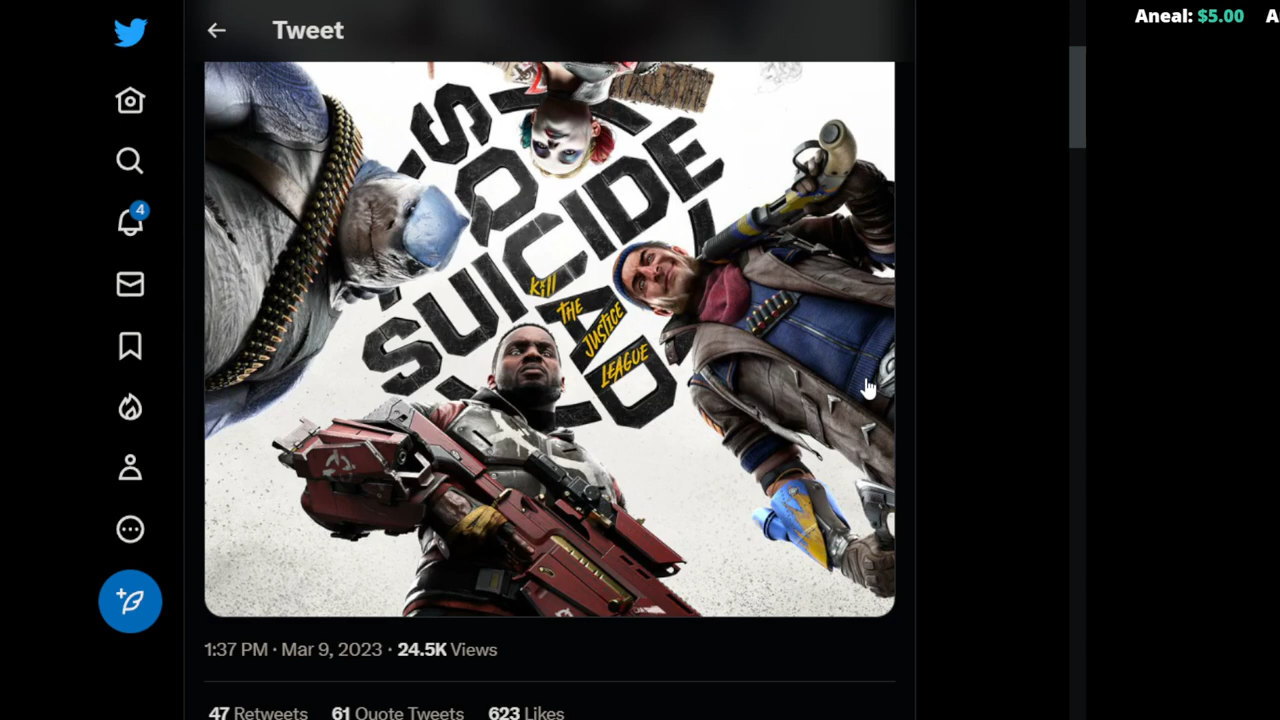 Aneal: $5.00 A
Tweet
4
SUICIDE
SQUAD
Kill
THE
JUSTICE
LEAGUE
1:37 PM · Mar 9, 2023 · 24.5K Views
47 Retweets 61 Quote Tweets 623 Likes